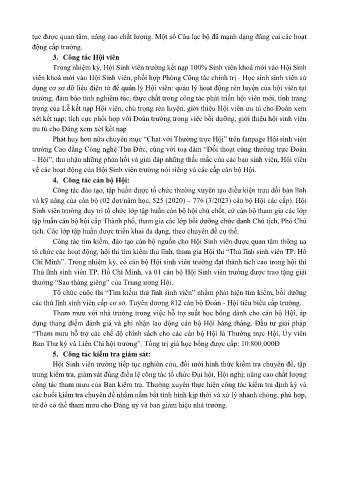 tục được quan tâm, nâng cao chất lượng. Một số Câu lạc bộ đã mạnh dạng đăng cai các hoạt
động cấp trường.
3. Công tác Hội viên
Trong nhiệm kỳ, Hội Sinh viên trường kết nạp 100% Sinh viên khoá mới vào Hội Sinh
viên khoá mới vào Hội Sinh viên, phối hợp Phòng Công tác chính trị - Học sinh sinh viên sử
dụng cơ sở dữ liệu điện tử để quản lý Hội viên: quản lý hoạt động rèn luyện của hội viên tại
trường, đảm bảo tính nghiêm túc, thực chất trong công tác phát triển hội viên mới, tính trang
trọng của Lễ kết nạp Hội viên, chú trọng rèn luyện, giới thiệu Hội viên ưu tú cho Đoàn xem
xét kết nạp; tích cực phối hợp với Đoàn trường trong việc bồi dưỡng, giới thiệu hội sinh viên
ưu tú cho Đảng xem xét kết nạp
Phát huy hơn nữa chuyên mục "Chat với Thường trực Hội" trên fanpage Hội sinh viên
trường Cao đẳng Công nghệ Thủ Đức, cùng với toạ đàm "Đối thoại cùng thường trực Đoàn
– Hội", thu nhận những phản hồi và giải đáp những thắc mắc của các bạn sinh viên, Hội viên
về các hoạt động của Hội Sinh viên trường nói riêng và các cấp cán bộ Hội.
4. Công tác cán bộ Hội:
Công tác đào tạo, tập huấn được tổ chức thường xuyên tạo điều kiện trau dồi bản lĩnh
và kỹ năng của cán bộ (02 đợt/năm học, 525 (2020) – 776 (3/2023) cán bộ Hội các cấp). Hội
Sinh viên trường duy trì tổ chức lớp tập huấn cán bộ hội chủ chốt, cử cán bộ tham gia các lớp
tập huấn cán bộ hội cấp Thành phố, tham gia các lớp bồi dưỡng chức danh Chủ tịch, Phó Chủ
tịch. Các lớp tập huấn được triển khai đa dạng, theo chuyên đề cụ thể.
Công tác tìm kiếm, đào tạo cán bộ nguồn cho Hội Sinh viên được quan tâm thông ua
tổ chức các hoạt động, hội thi tìm kiếm thủ lĩnh, tham gia Hội thi "Thủ lĩnh sinh viên TP. Hồ
Chí Minh". Trong nhiệm kỳ, có cán bộ Hội sinh viên trường đạt thành tích cao trong hội thi
Thủ lĩnh sinh viên TP. Hồ Chí Minh, và 01 cán bộ Hội Sinh viên trường được trao tặng giải
thưởng "Sao tháng giêng" của Trung ương Hội.
Tổ chức cuộc thi "Tìm kiếm thủ lĩnh sinh viên" nhằm phát hiện tìm kiếm, bồi dưỡng
các thủ lĩnh sinh viên cấp cơ sở. Tuyên dương 812 cán bộ Đoàn - Hội tiêu biểu cấp trường.
Tham mưu với nhà trường trong việc hỗ trợ xuất học bổng dành cho cán bộ Hội, áp
dụng thang điểm đánh giá và ghi nhận lao động cán bộ Hội hàng tháng. Đầu tư giải pháp
"Tham mưu hỗ trợ các chế độ chính sách cho các cán bộ Hội là Thường trực Hội, Ủy viên
Ban Thư ký và Liên Chi hội trưởng". Tổng trị giá học bổng được cấp: 10.800.000Đ
5. Công tác kiểm tra giám sát:
Hội Sinh viên trường tiếp tục nghiên cứu, đổi mới hình thức kiểm tra chuyên đề, tập
trung kiểm tra, giám sát đúng điều lệ công tác tổ chức Đại hội, Hội nghị; nâng cao chất lượng
công tác tham mưu của Ban kiểm tra. Thường xuyên thực hiện công tác kiểm tra định kỳ và
các buổi kiểm tra chuyên đề nhằm nắm bắt tình hình kịp thời và xử lý nhanh chóng, phù hợp,
từ đó có thể tham mưu cho Đảng uỷ và ban giám hiệu nhà trường.